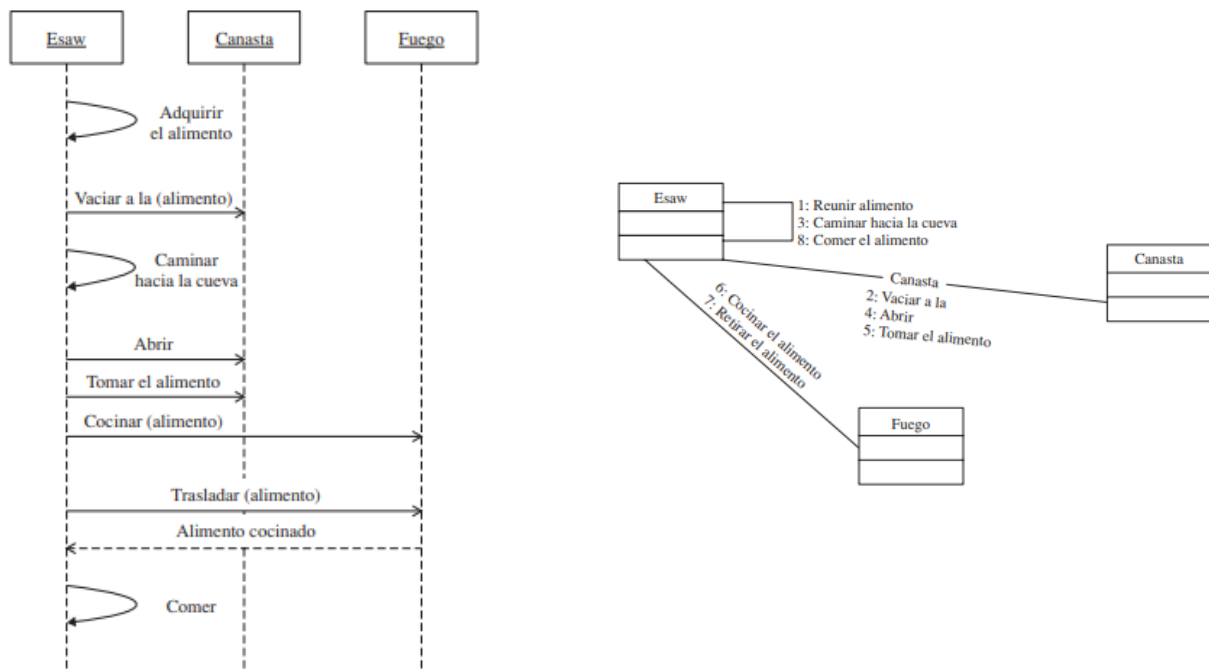 Esaw
Canasta
Fuego
Adquirir
el alimento
Vaciar a la (alimento)
Caminar
hacia la cueva
Abrir
Tomar el alimento
Cocinar (alimento)
Trasladar (alimento)
Alimento cocinado
Comer
Esaw
1: Reunir alimento
3: Caminar hacia la cueva
8: Comer el alimento
Canasta
Canasta
2: Vaciar a la
4: Abrir
5: Tomar el alimento
6: Cocinar el alimento
7: Retirar el alimento
Fuego